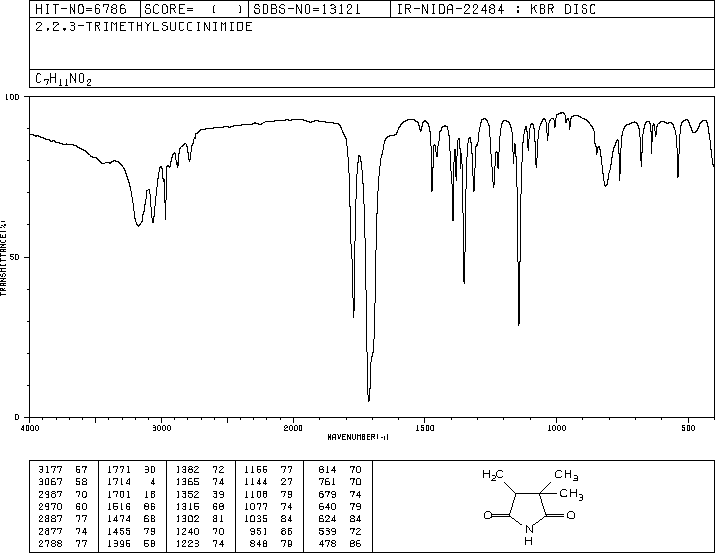 HIT-NO=6786 SCORE= ( ) SDBS-NO=13121 IR-NIDA-22484 : KBR DISC
2,2,3-TRIMETHYLSUCCINIMIDE
C7H11NO2
100
50
0
TRANSMITTANCE(%)
4000 3000 2000 1500 1000 500
WAVENUMBER(-1)
3177 57 1771 30 1382 72 1166 77 814 70
3067 58 1714 4 1365 74 1144 27 761 70
2987 70 1701 16 1352 39 1108 79 679 74
2970 60 1516 86 1315 68 1077 74 640 79
2887 77 1474 68 1302 81 1035 84 624 84
2877 74 1455 79 1240 70 951 86 539 72
2788 77 1395 58 1223 74 848 79 478 86
H3C CH3
CH3
O N O
H